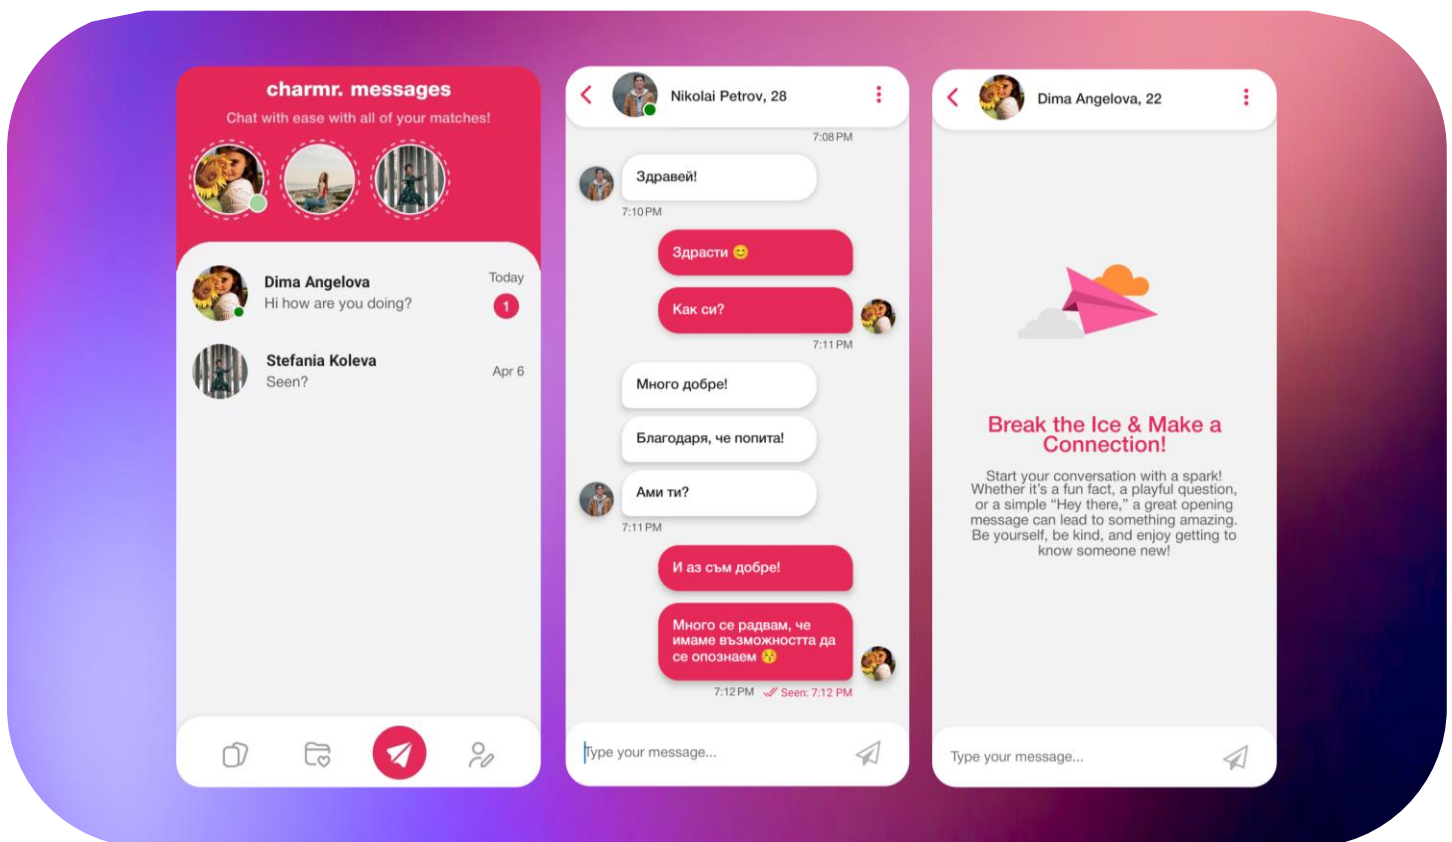 charmr. messages
Chat with ease with all of your matches!
Dima Angelova
Today
Hi how are you doing?
1
Stefania Koleva
Apr 6
Seen?
Nikolai Petrov, 28
7:08 PM
Здравей!
7:10 PM
Здрасти 😊
Как си?
7:11 PM
Много добре!
Благодаря, че попита!
Ами ти?
7:11 PM
И аз съм добре!
Много се радвам, че
имаме възможността да
се опознаем 😚
7:12 PM Seen: 7:12 PM
Type your message...
Dima Angelova, 22
Break the Ice & Make a
Connection!
Start your conversation with a spark!
Whether it's a fun fact, a playful question,
or a simple “Hey there,” a great opening
message can lead to something amazing.
Be yourself, be kind, and enjoy getting to
know someone new!
Type your message...